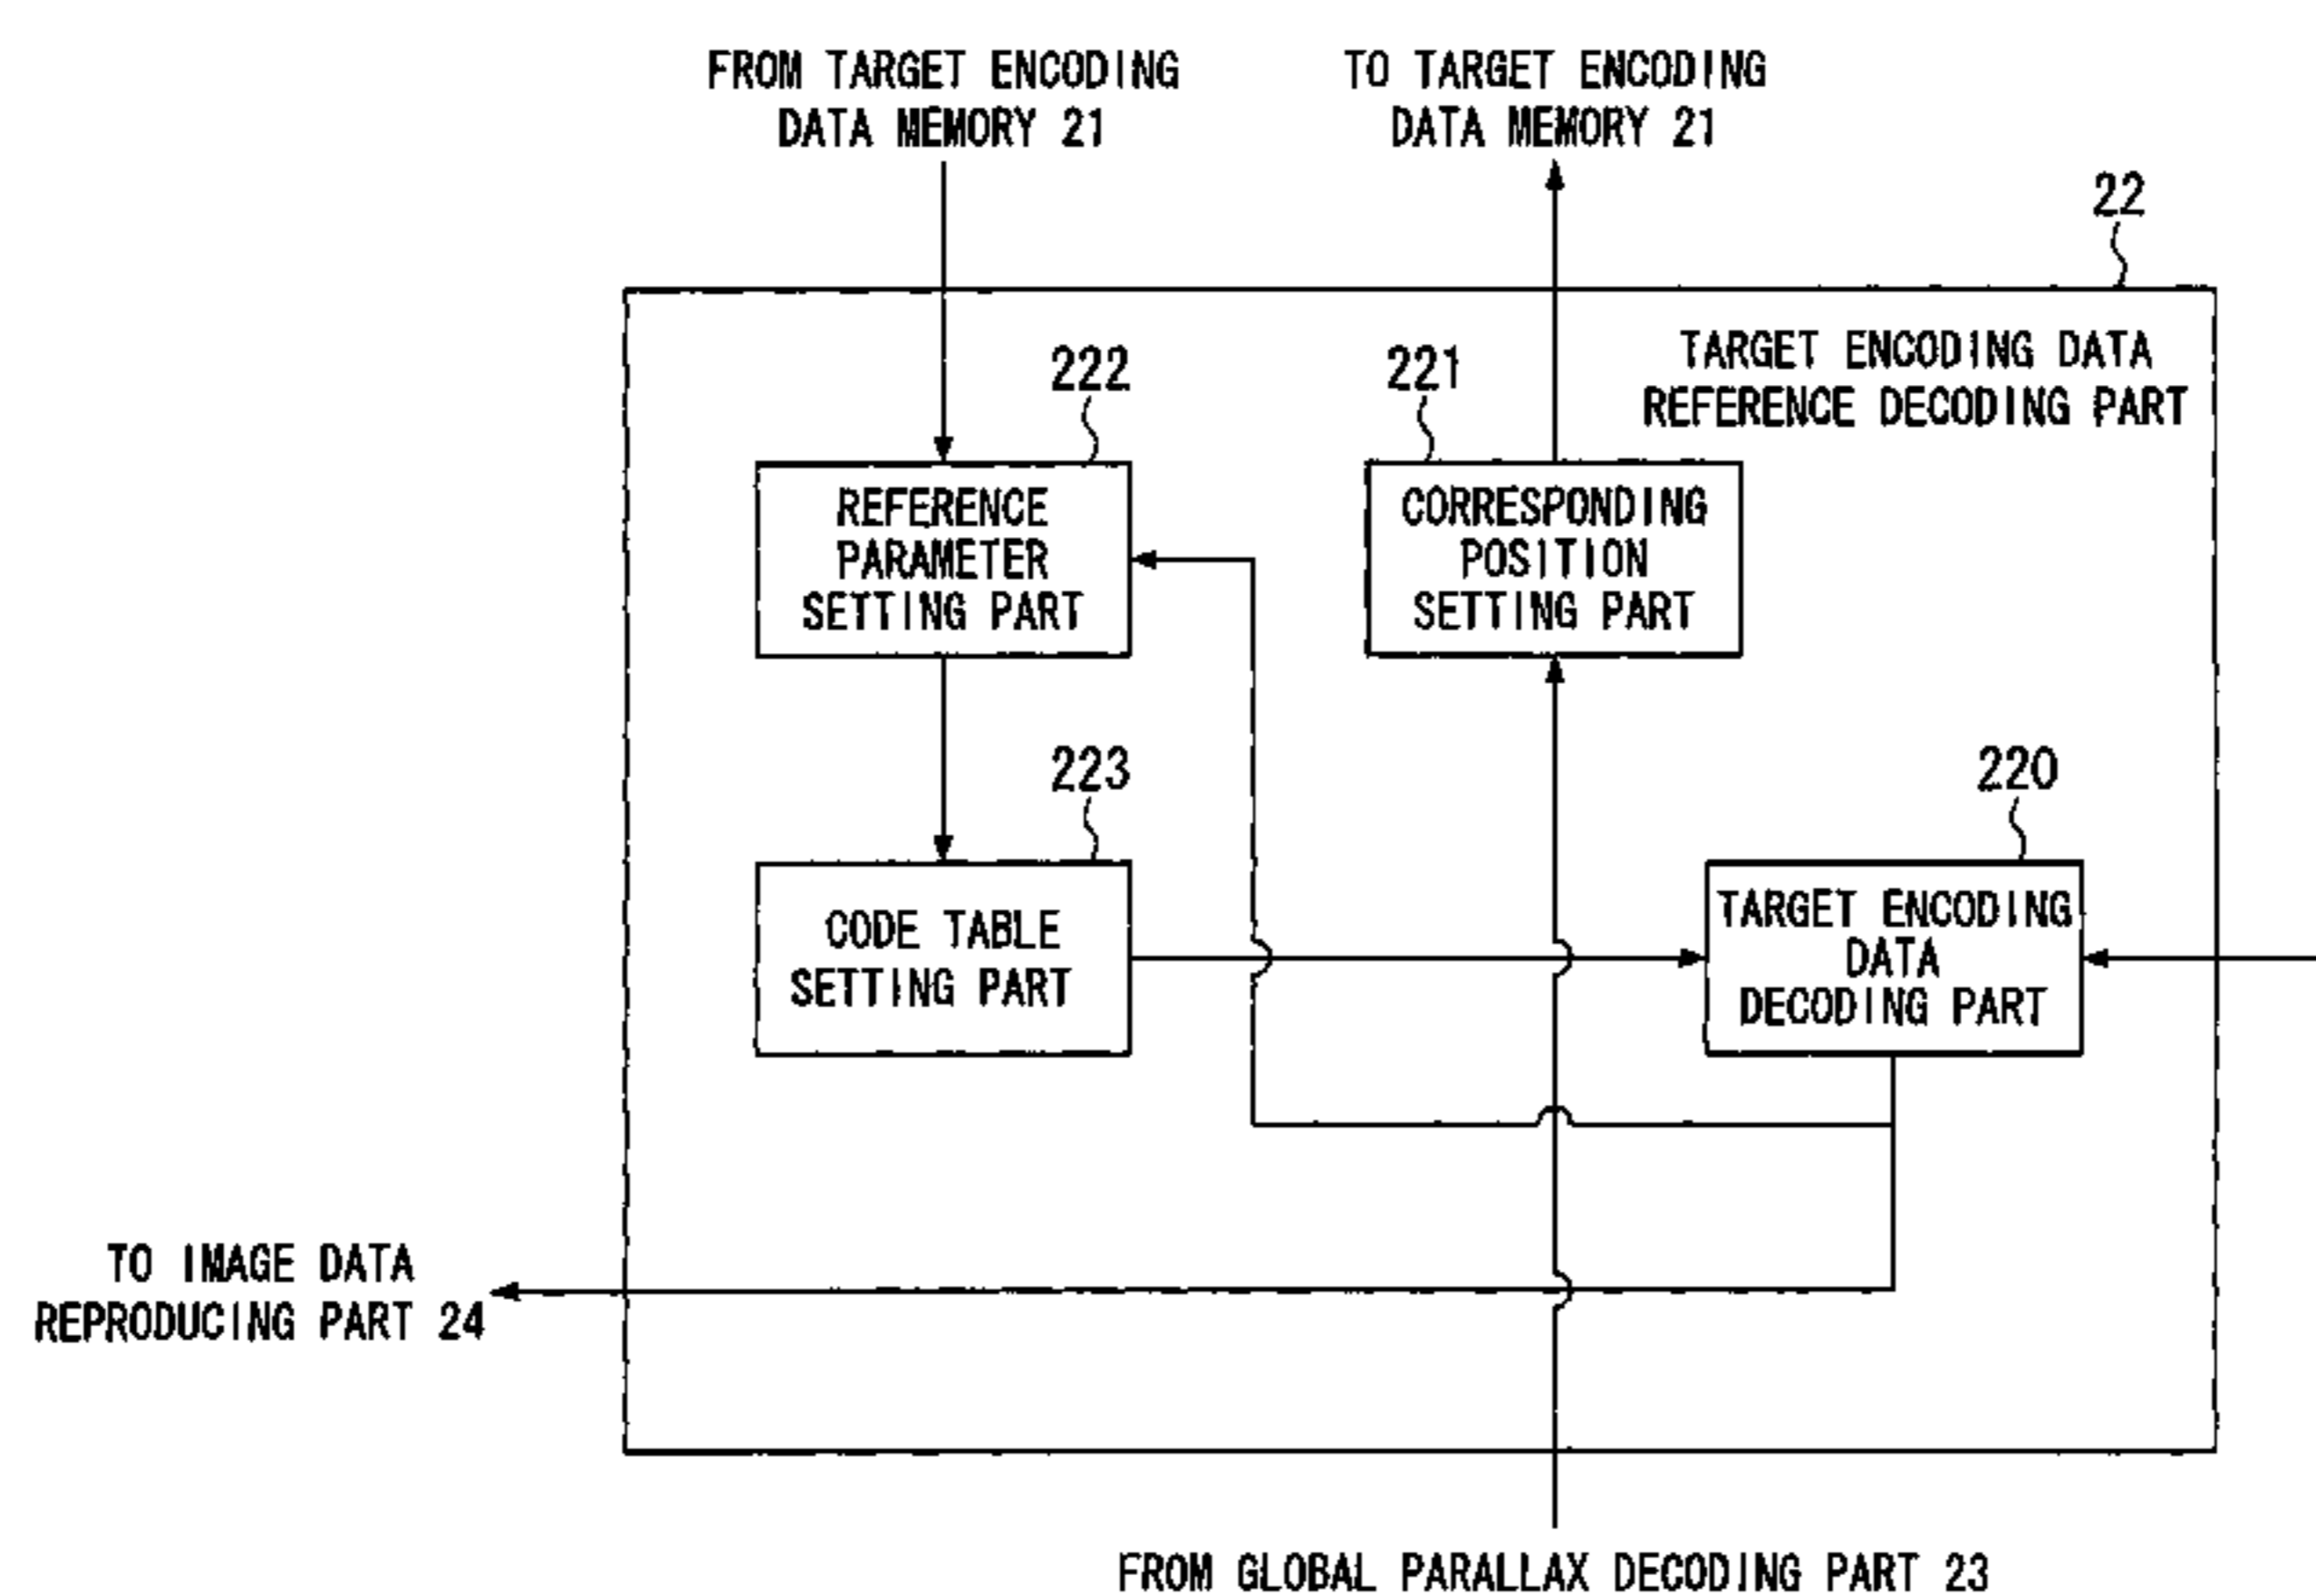 FROM TARGET ENCODING
DATA MEMORY 21
TO TARGET ENCODING
DATA MEMORY 21
22
TARGET ENCODING DATA
REFERENCE DECODING PART
222
221
REFERENCE
PARAMETER
SETTING PART
CORRESPONDING
POSITION
SETTING PART
223
220
CODE TABLE
SETTING PART
TARGET ENCODING
DATA
DECODING PART
TO IMAGE DATA
REPRODUCING PART 24
FROM GLOBAL PARALLAX DECODING PART 23